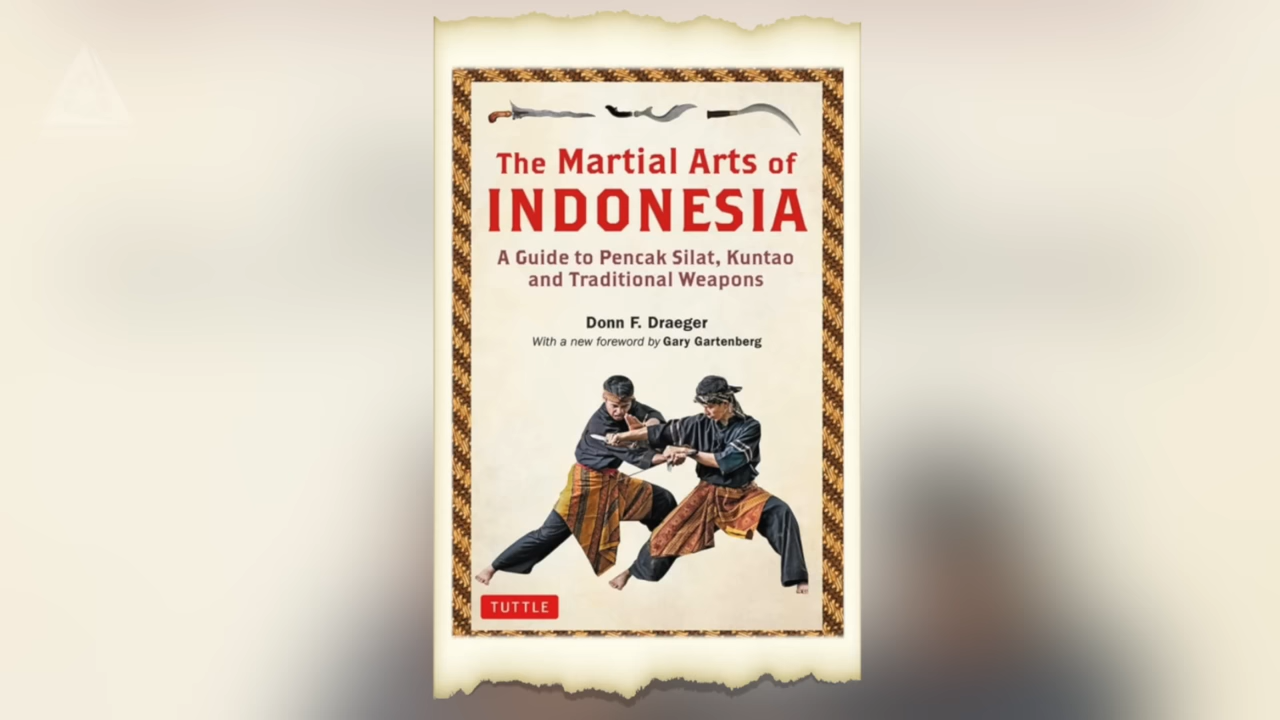 The Martial Arts of
INDONESIA
A Guide to Pencak Silat, Kuntao
and Traditional Weapons
Donn F. Draeger
With a new foreword by Gary Gartenberg
TUTTLE